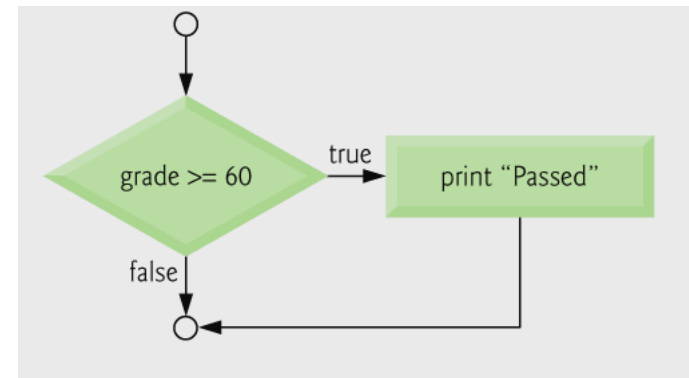 true
grade >= 60
print “Passed”
false